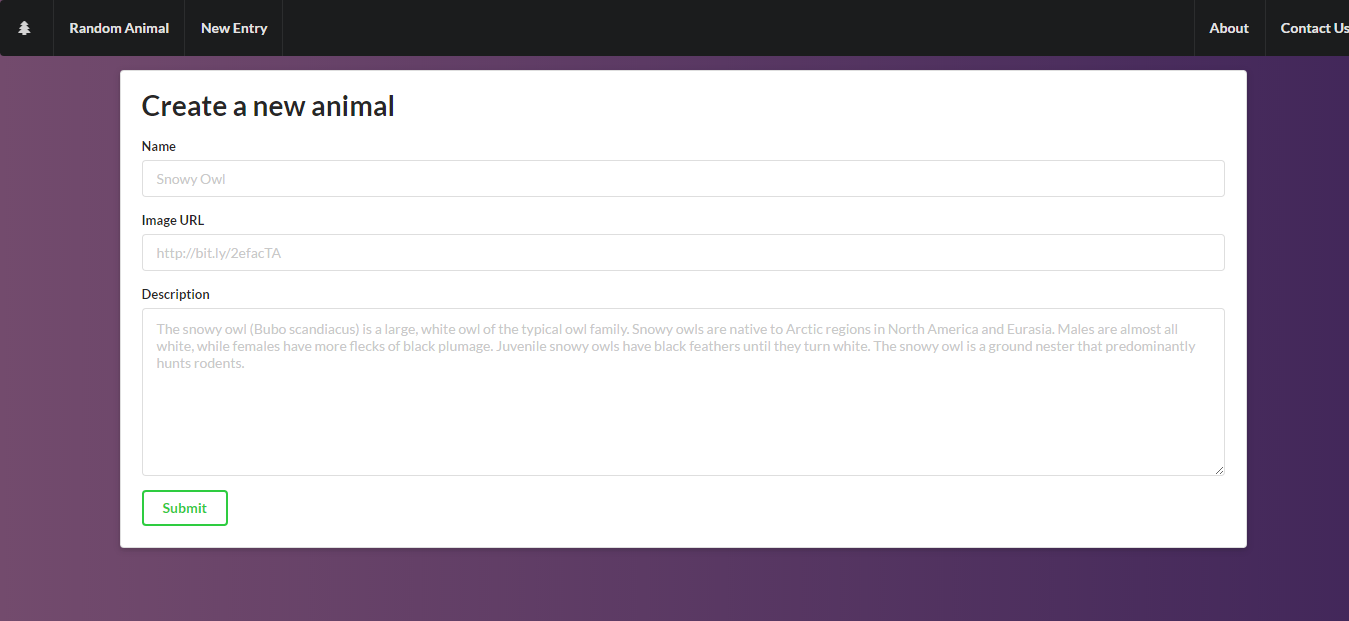 Random Animal
New Entry
About
Contact Us
Create a new animal
Name
Snowy Owl
Image URL
http://bit.ly/2efacTA
Description
The snowy owl (Bubo scandiacus) is a large, white owl of the typical owl family. Snowy owls are native to Arctic regions in North America and Eurasia. Males are almost all
white, while females have more flecks of black plumage. Juvenile snowy owls have black feathers until they turn white. The snowy owl is a ground nester that predominantly
hunts rodents.
Submit